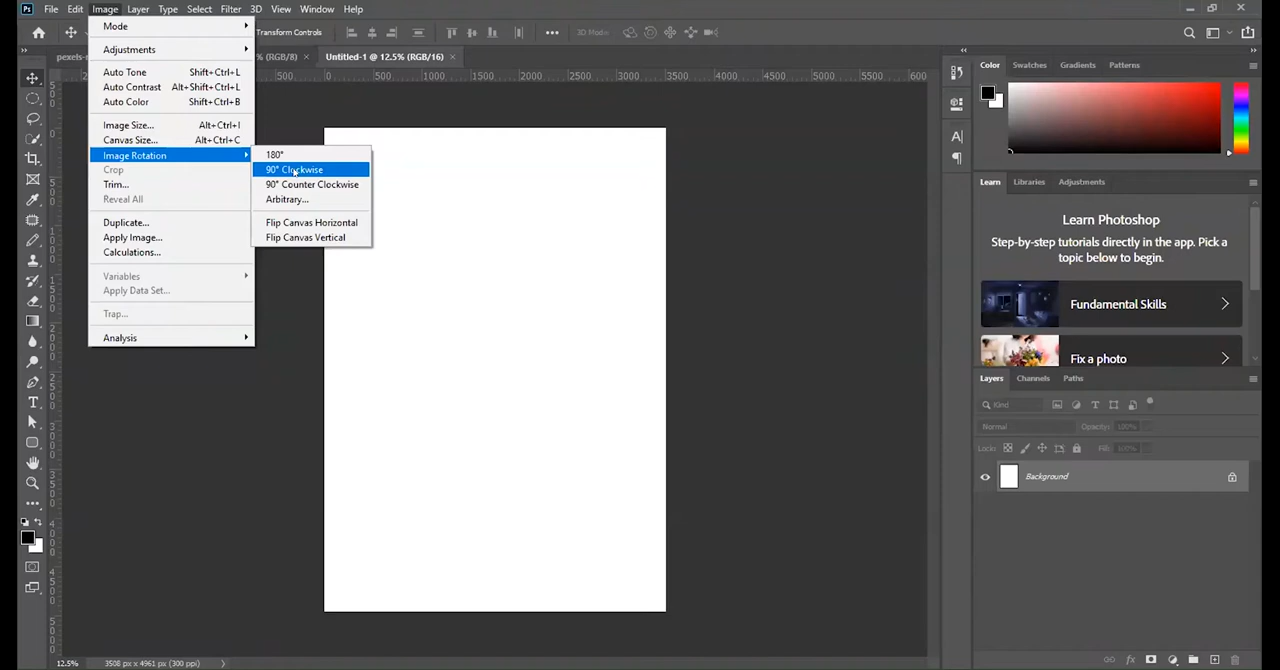 Ps File Edit Image Layer Type Select Filter 3D View Window Help
Transform Controls 3D Mode
% (RGB/8) × Untitled-1 @ 12.5% (RGB/16) ×
500 0 500 1000 1500 2000 2500 3000 3500 4000 4500 5000 5500 600
Mode
Adjustments
Auto Tone Shift+Ctrl+L
Auto Contrast Alt+Shift+Ctrl+L
Auto Color Shift+Ctrl+B
Image Size... Alt+Ctrl+I
Canvas Size... Alt+Ctrl+C
Image Rotation
Crop
Trim...
Reveal All
Duplicate...
Apply Image...
Calculations...
Variables
Apply Data Set...
Trap...
Analysis
180°
90° Clockwise
90° Counter Clockwise
Arbitrary...
Flip Canvas Horizontal
Flip Canvas Vertical
Color Swatches Gradients Patterns
Learn Libraries Adjustments
Learn Photoshop
Step-by-step tutorials directly in the app. Pick a
topic below to begin.
Fundamental Skills
Fix a photo
Layers Channels Paths
Kind
Normal Opacity: 100%
Lock: Fill: 100%
Background
12.5% 3508 px x 4961 px (300 ppi)